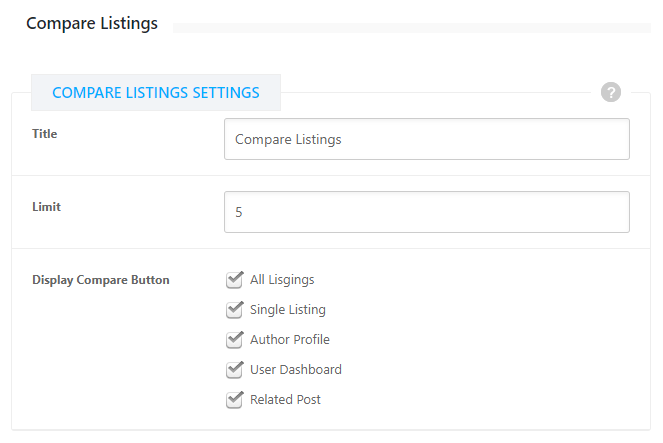 Compare Listings
COMPARE LISTINGS SETTINGS ?
Title Compare Listings
Limit 5
Display Compare Button All Lisgings
Single Listing
Author Profile
User Dashboard
Related Post